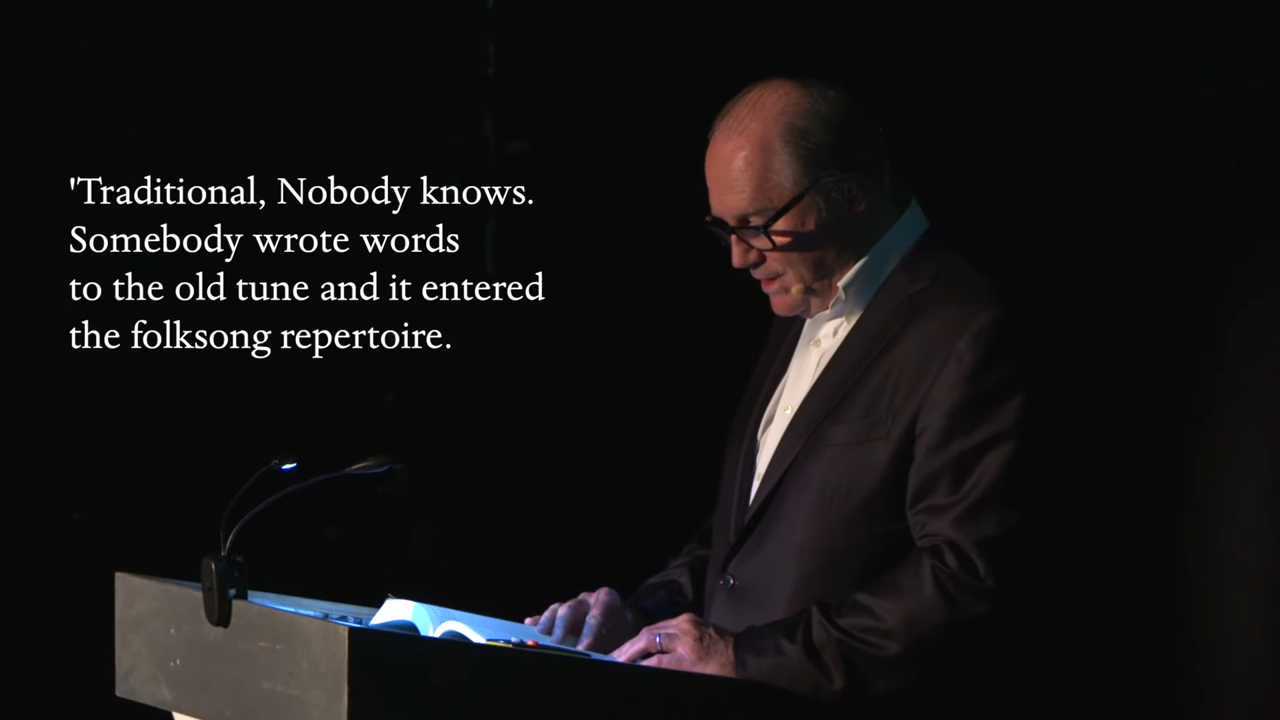 'Traditional, Nobody knows.
Somebody wrote words
to the old tune and it entered
the folksong repertoire.